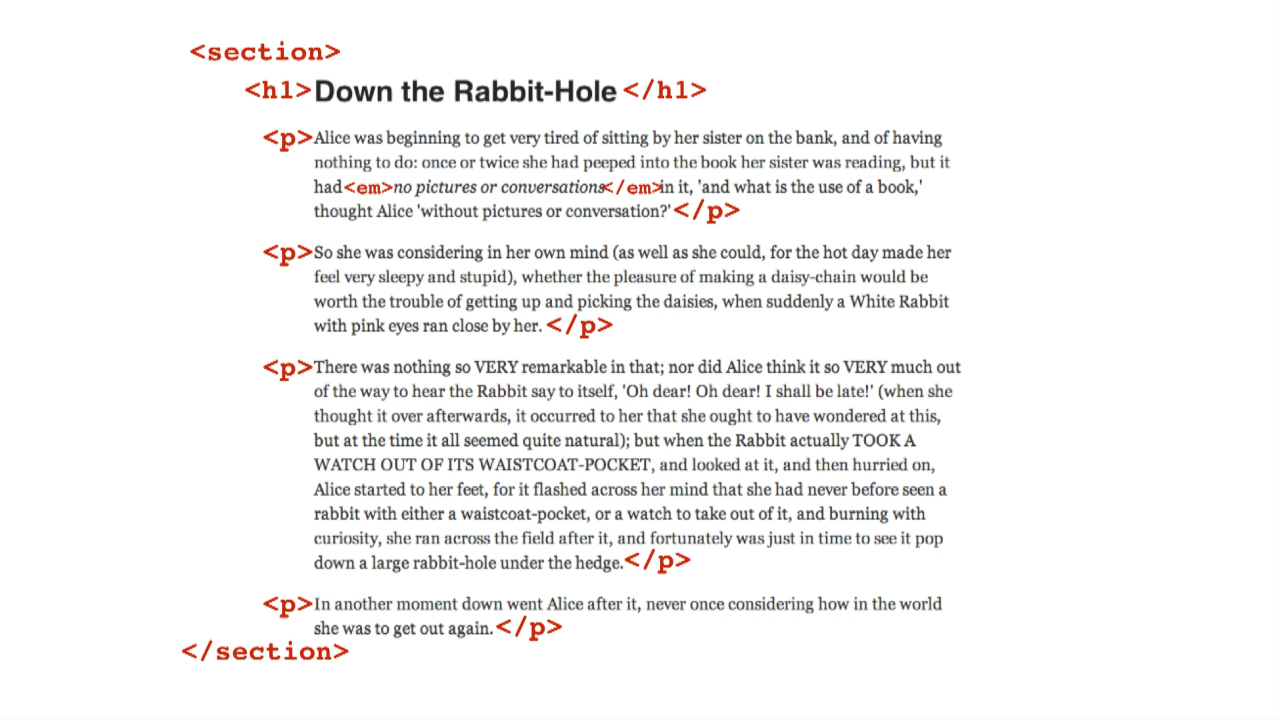 <section>
<h1>Down the Rabbit-Hole </h1>
<p>Alice was beginning to get very tired of sitting by her sister on the bank, and of having
nothing to do: once or twice she had peeped into the book her sister was reading, but it
had<em>no pictures or conversations</em>in it, 'and what is the use of a book,'
thought Alice 'without pictures or conversation?'</p>
<p>So she was considering in her own mind (as well as she could, for the hot day made her
feel very sleepy and stupid), whether the pleasure of making a daisy-chain would be
worth the trouble of getting up and picking the daisies, when suddenly a White Rabbit
with pink eyes ran close by her. </p>
<p>There was nothing so VERY remarkable in that; nor did Alice think it so VERY much out
of the way to hear the Rabbit say to itself, 'Oh dear! Oh dear! I shall be late!' (when she
thought it over afterwards, it occurred to her that she ought to have wondered at this,
but at the time it all seemed quite natural); but when the Rabbit actually TOOK A
WATCH OUT OF ITS WAISTCOAT-POCKET, and looked at it, and then hurried on,
Alice started to her feet, for it flashed across her mind that she had never before seen a
rabbit with either a waistcoat-pocket, or a watch to take out of it, and burning with
curiosity, she ran across the field after it, and fortunately was just in time to see it pop
down a large rabbit-hole under the hedge.</p>
<p>In another moment down went Alice after it, never once considering how in the world
she was to get out again.</p>
</section>